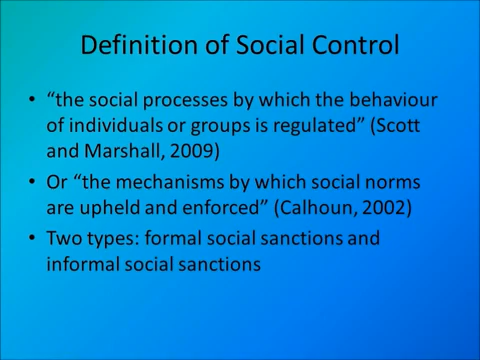 Definition of Social Control
• “the social processes by which the behaviour
of individuals or groups is regulated” (Scott
and Marshall, 2009)
• Or “the mechanisms by which social norms
are upheld and enforced” (Calhoun, 2002)
• Two types: formal social sanctions and
informal social sanctions